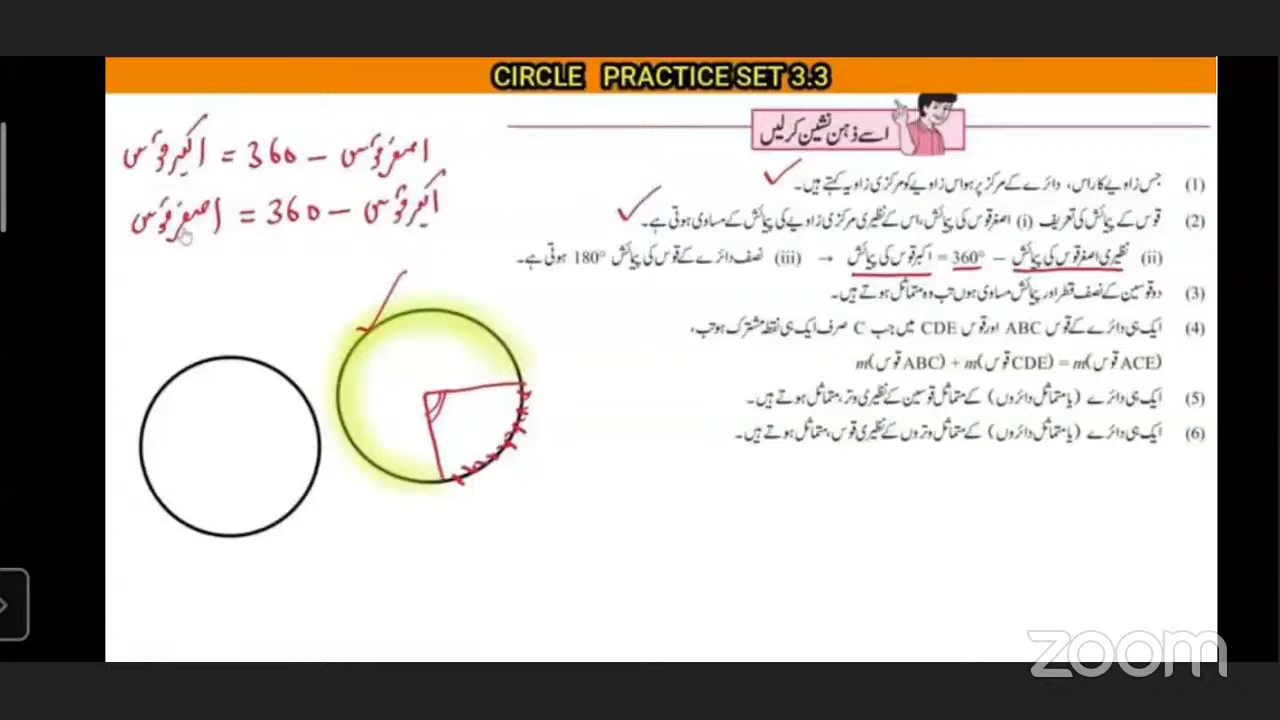 CIRCLE PRACTICE SET 3.3
اکبر قوس = 360 − اصغر قوس
اصغر قوس = 360 − اکبر قوس
اسے ذہن نشین کرلیں
(1) جس زاویے کا راس، دائرے کے مرکز پر ہو اس زاویے کو مرکزی زاویہ کہتے ہیں۔
(2) قوس کے پیمائش کی تعریف (i) اصغر قوس کی پیمائش، اس کے نظیری مرکزی زاویے کی پیمائش کے مساوی ہوتی ہے۔
(ii) نظیری اصغر قوس کی پیمائش − 360° = اکبر قوس کی پیمائش → (iii) نصف دائرے کے قوس کی پیمائش 180° ہوتی ہے۔
(3) دو قوسین کے نصف قطر اور پیمائش مساوی ہوں تب وہ متماثل ہوتے ہیں۔
(4) ایک ہی دائرے کے قوس ABC اور قوس CDE میں جب C صرف ایک ہی نقطہ مشترک ہو تب،
m(قوس ABC) + m(قوس CDE) = m(قوس ACE)
(5) ایک ہی دائرے (یا متماثل دائروں) کے متماثل قوسین کے نظیری وتر، متماثل ہوتے ہیں۔
(6) ایک ہی دائرے (یا متماثل دائروں) کے متماثل وتروں کے نظیری قوس، متماثل ہوتے ہیں۔
zoom